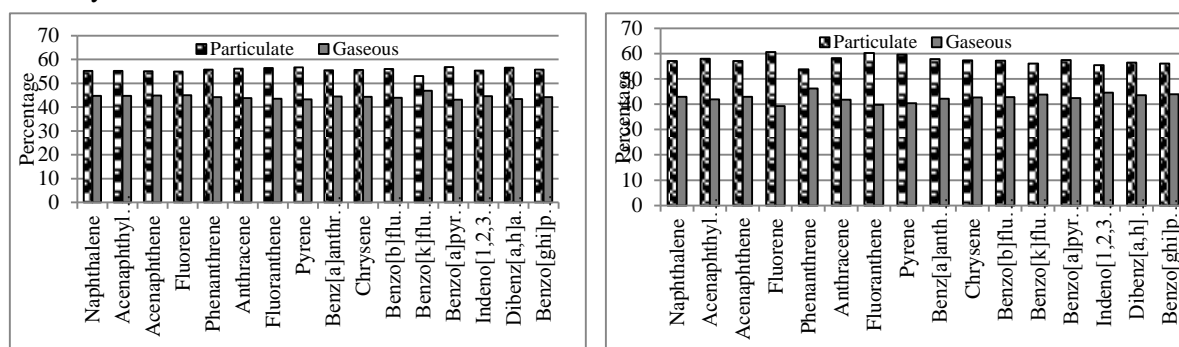 70
60
50
40
30
20
10
0
Percentage
Particulate Gaseous
Naphthalene
Acenaphthyl…
Acenaphthene
Fluorene
Phenanthrene
Anthracene
Fluoranthene
Pyrene
Benz[a]anthr…
Chrysene
Benzo[b]flu…
Benzo[k]flu…
Benzo[a]pyr…
Indeno[1,2,3…
Dibenz[a,h]a…
Benzo[ghi]p…
70
60
50
40
30
20
10
0
Percentage
Particulate Gaseous
Naphthalene
Acenaphthyl…
Acenaphthene
Fluorene
Phenanthrene
Anthracene
Fluoranthene
Pyrene
Benz[a]anth…
Chrysene
Benzo[b]flu…
Benzo[k]flu…
Benzo[a]pyr…
Indeno[1,2,3…
Dibenz[a,h]…
Benzo[ghi]p…